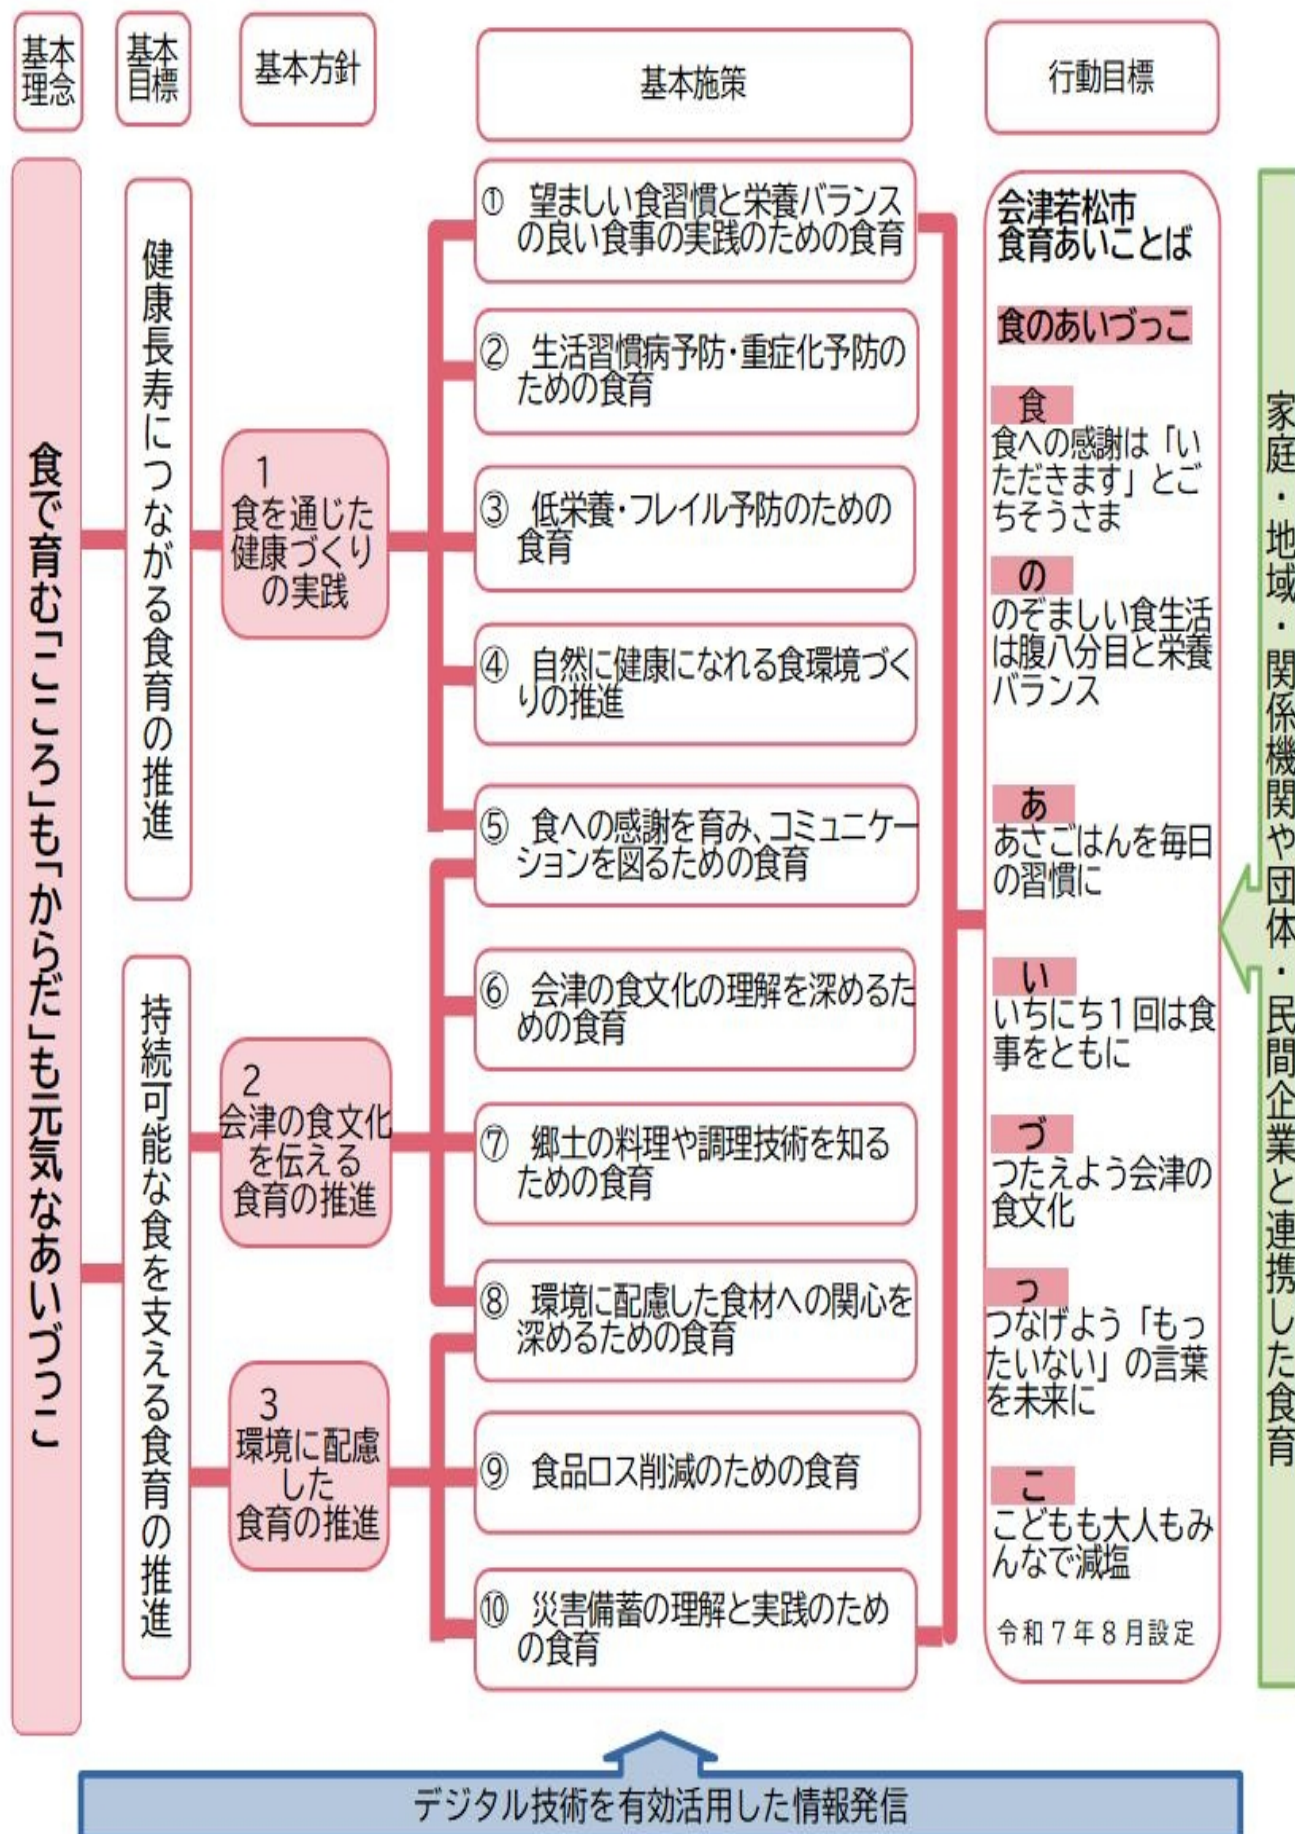 基本
理念
基本
目標
基本方針
基本施策
行動目標
食で育む「こころ」も「からだ」も元気なあいづっこ
健康長寿につながる食育の推進
持続可能な食を支える食育の推進
1
食を通じた
健康づくり
の実践
2
会津の食文化
を伝える
食育の推進
3
環境に配慮
した
食育の推進
① 望ましい食習慣と栄養バランス
の良い食事の実践のための食育
② 生活習慣病予防・重症化予防の
ための食育
③ 低栄養・フレイル予防のための
食育
④ 自然に健康になれる食環境づく
りの推進
⑤ 食への感謝を育み、コミュニケー
ションを図るための食育
⑥ 会津の食文化の理解を深めるた
めの食育
⑦ 郷土の料理や調理技術を知る
ための食育
⑧ 環境に配慮した食材への関心を
深めるための食育
⑨ 食品ロス削減のための食育
⑩ 災害備蓄の理解と実践のため
の食育
会津若松市
食育あいことば
食のあいづっこ
食
食への感謝は「い
ただきます」とご
ちそうさま
の
のぞましい食生活
は腹八分目と栄養
バランス
あ
あさごはんを毎日
の習慣に
い
いちにち1回は食
事をともに
づ
つたえよう会津の
食文化
っ
つなげよう「もっ
たいない」の言葉
を未来に
こ
こどもも大人もみ
んなで減塩
令和7年8月設定
家庭・地域・関係機関や団体・民間企業と連携した食育
デジタル技術を有効活用した情報発信